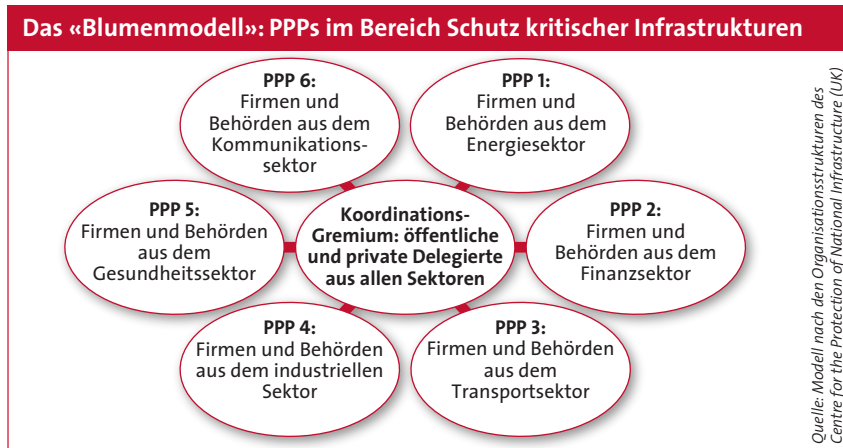 Das «Blumenmodell»: PPPs im Bereich Schutz kritischer Infrastrukturen
PPP 6:
Firmen und
Behörden aus dem
Kommunikations-
sektor
PPP 1:
Firmen und
Behörden aus dem
Energiesektor
PPP 5:
Firmen und Behörden
aus dem
Gesundheitssektor
Koordinations-
Gremium: öffentliche
und private Delegierte
aus allen Sektoren
PPP 2:
Firmen und
Behörden aus dem
Finanzsektor
PPP 4:
Firmen und Behörden
aus dem industriellen
Sektor
PPP 3:
Firmen und Behörden
aus dem
Transportsektor
Quelle: Modell nach den Organisationsstrukturen des
Centre for the Protection of National Infrastructure (UK)